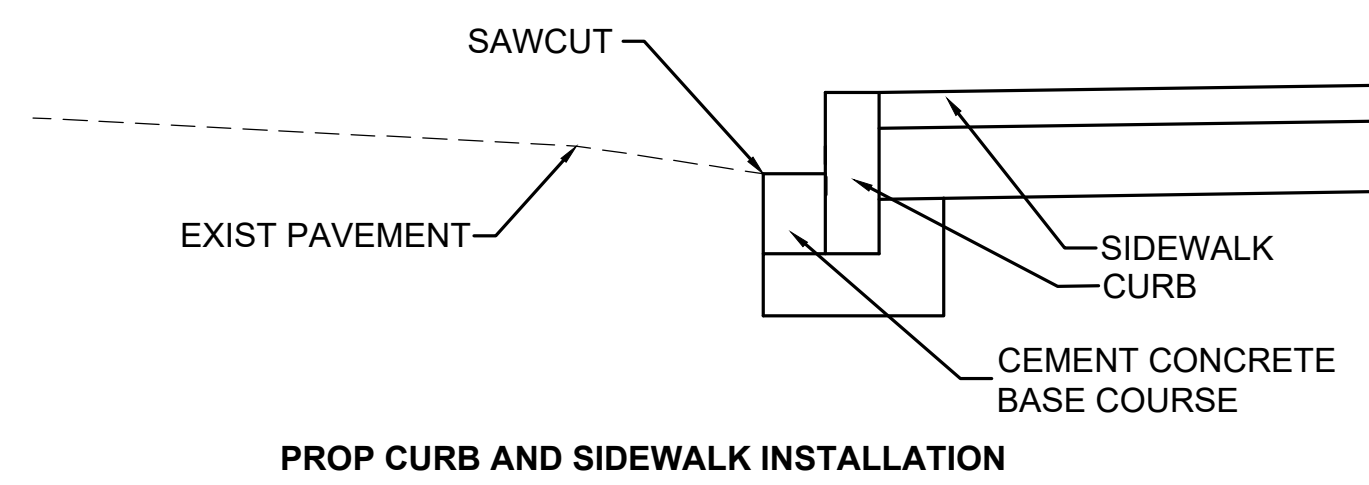 SAWCUT
EXIST PAVEMENT
SIDEWALK
CURB
CEMENT CONCRETE
BASE COURSE
PROP CURB AND SIDEWALK INSTALLATION